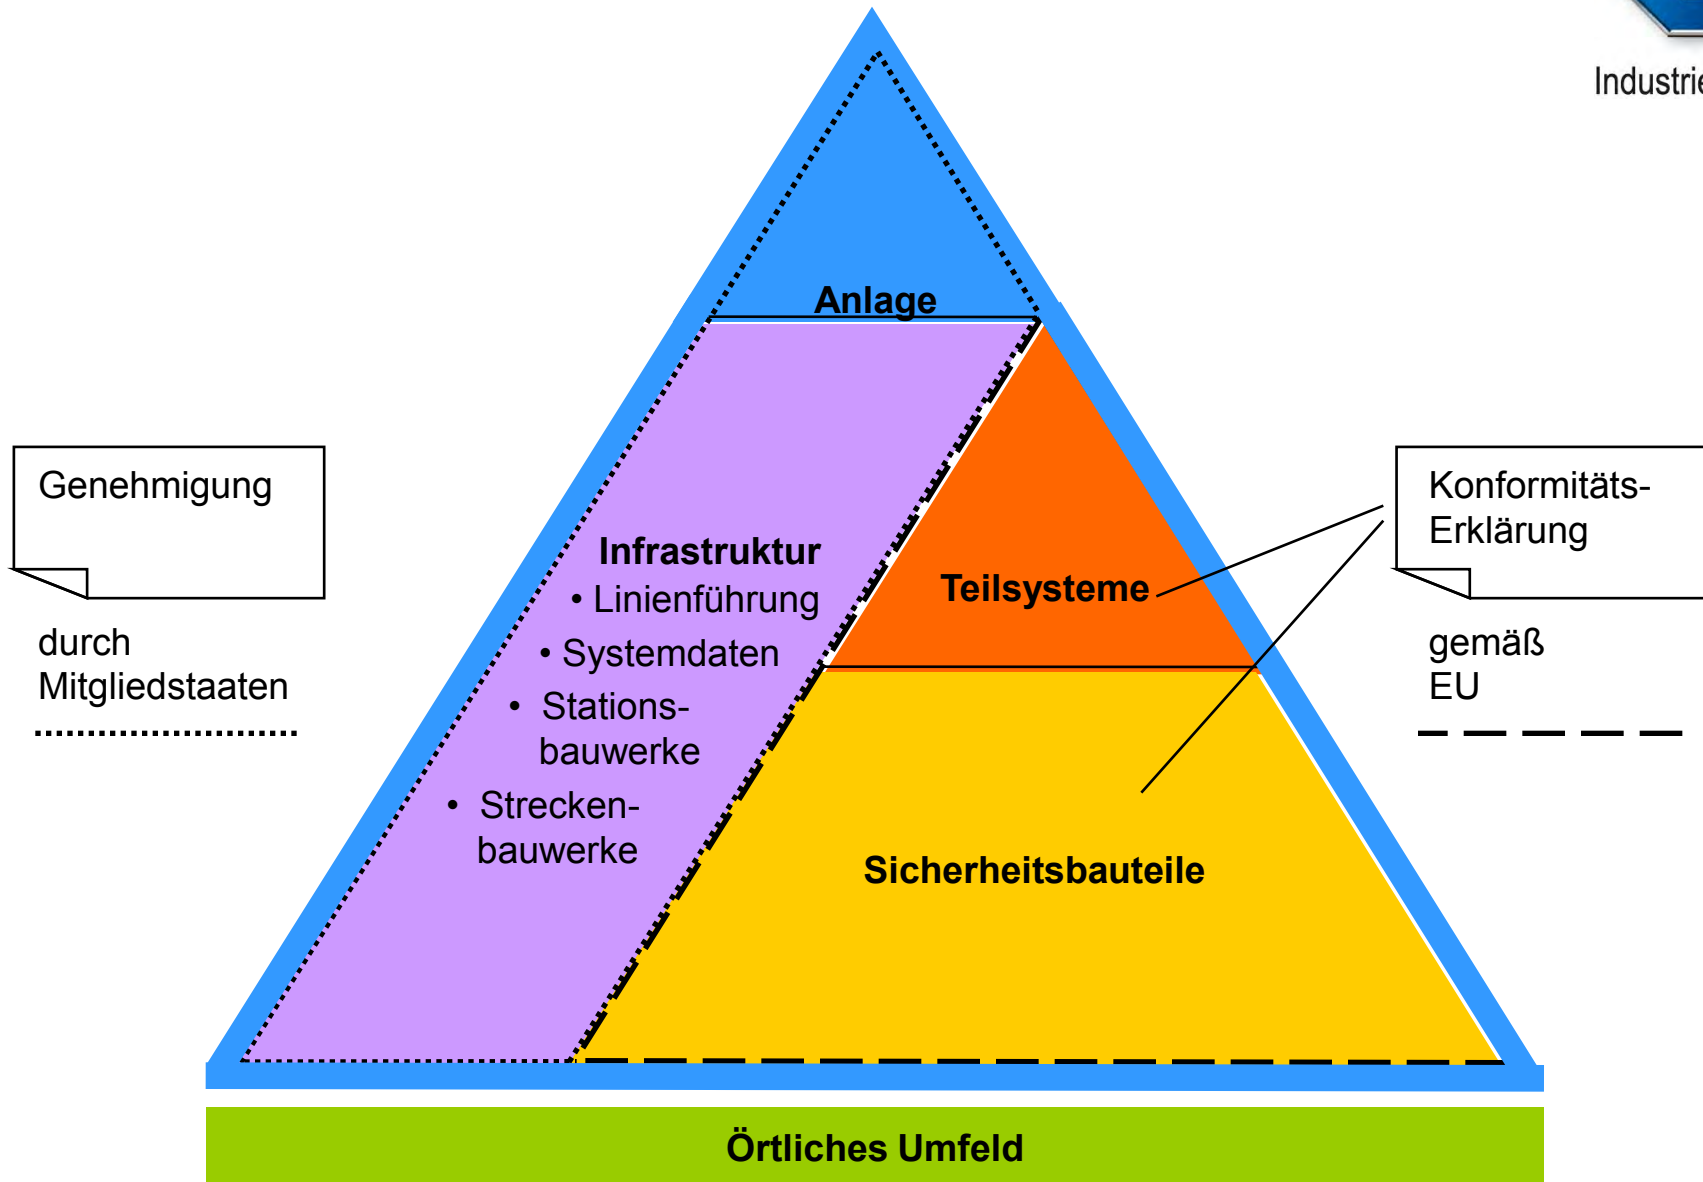 Anlage
Genehmigung
durch
Mitgliedstaaten
Infrastruktur
• Linienführung
• Systemdaten
• Stations-
bauwerke
• Strecken-
bauwerke
Teilsysteme
Sicherheitsbauteile
Konformitäts-
Erklärung
gemäß
EU
Örtliches Umfeld